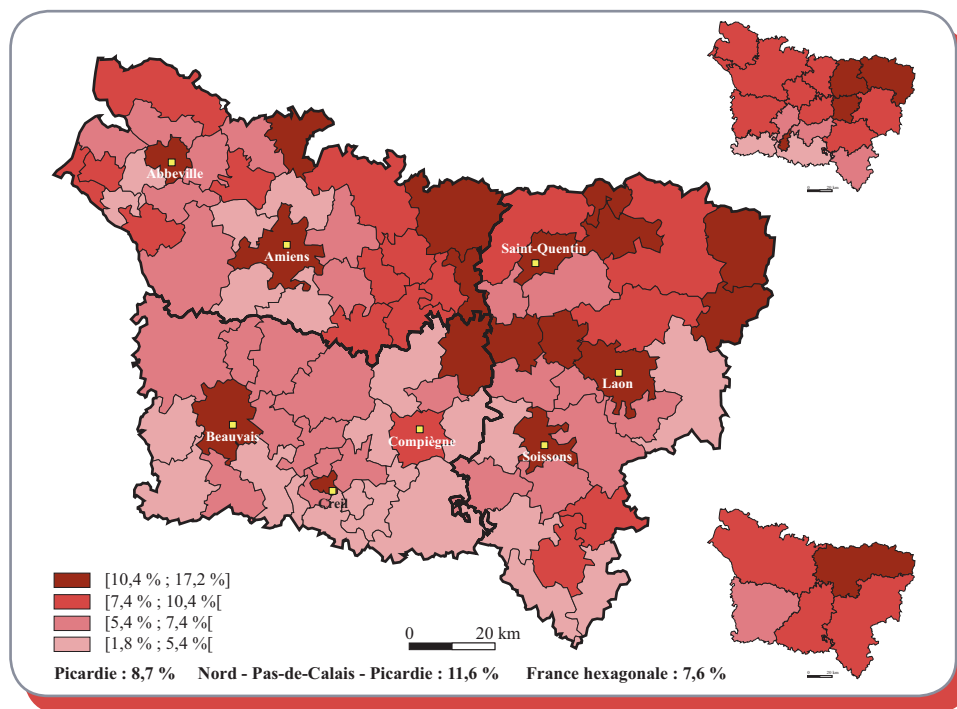 Abbeville
Amiens
Saint-Quentin
Laon
Beauvais
Compiègne
Soissons
Creil
[10,4 % ; 17,2 %]
[7,4 % ; 10,4 %[
[5,4 % ; 7,4 %[
[1,8 % ; 5,4 %[
0 20 km
Picardie : 8,7 % Nord - Pas-de-Calais - Picardie : 11,6 % France hexagonale : 7,6 %